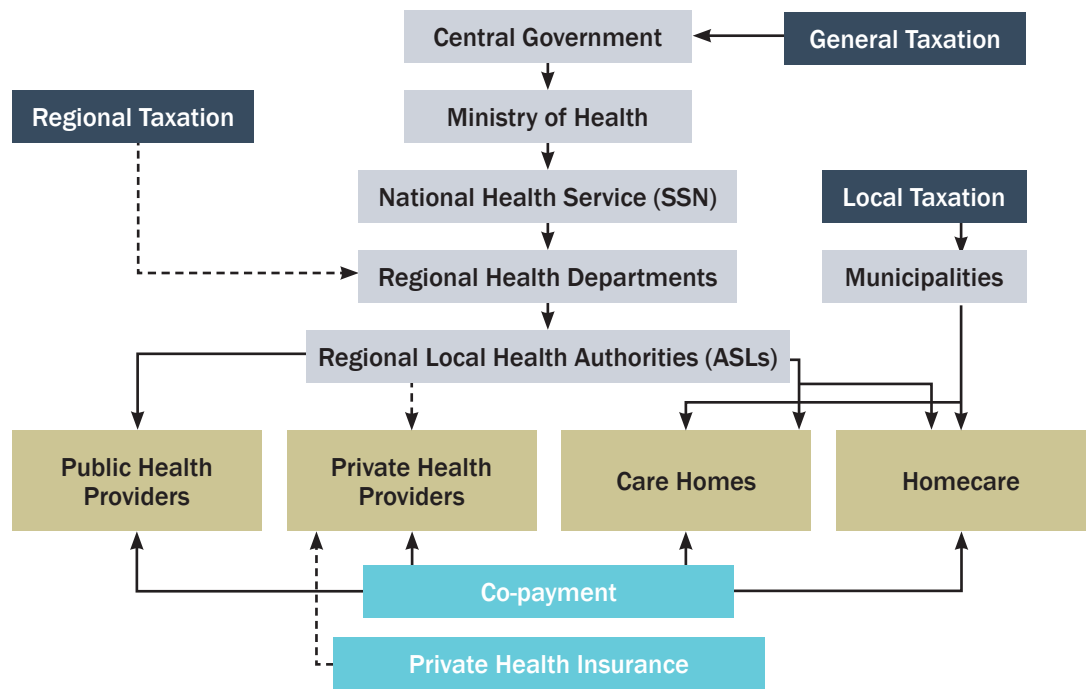 Central Government
General Taxation
Regional Taxation
Ministry of Health
National Health Service (SSN)
Local Taxation
Regional Health Departments
Municipalities
Regional Local Health Authorities (ASLs)
Public Health
Providers
Private Health
Providers
Care Homes
Homecare
Co-payment
Private Health Insurance